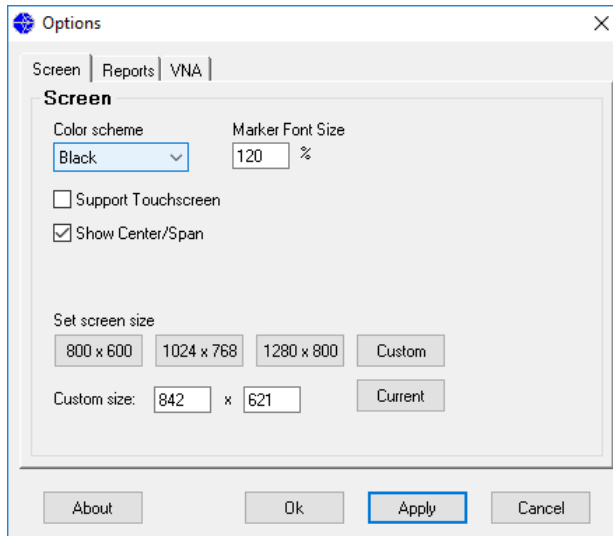 Options
Screen Reports VNA
Screen
Color scheme Marker Font Size
Black 120 %
Support Touchscreen
Show Center/Span
Set screen size
800 x 600 1024 x 768 1280 x 800 Custom
Custom size: 842 x 621 Current
About Ok Apply Cancel